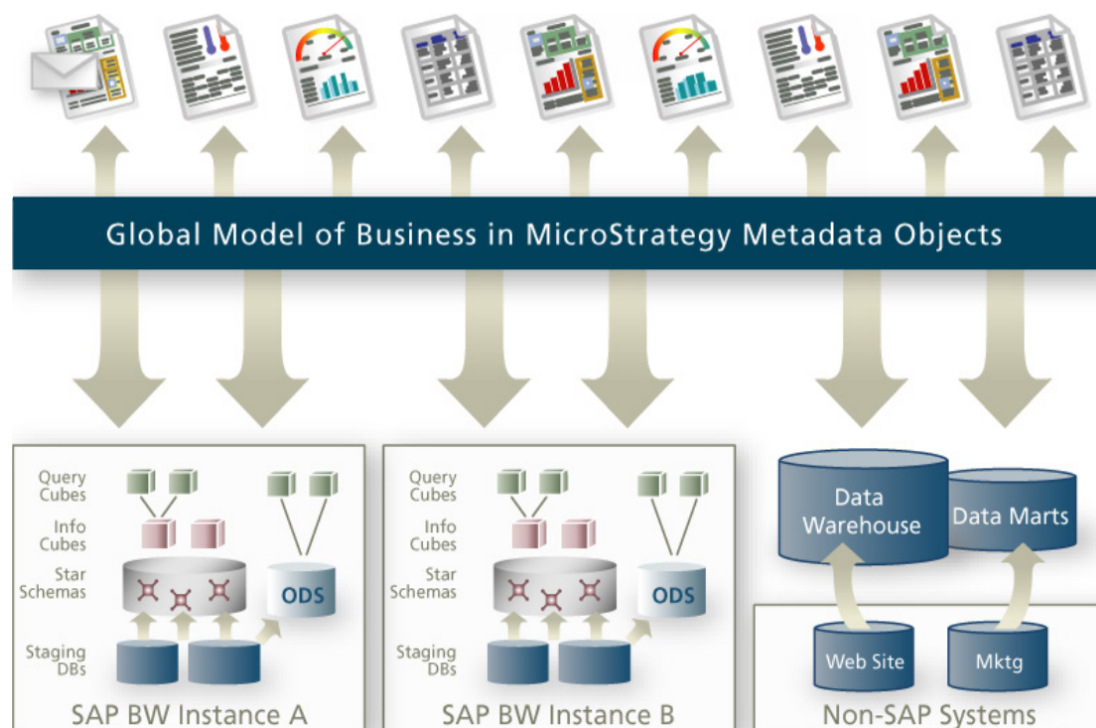 Global Model of Business in MicroStrategy Metadata Objects
Query
Cubes
Info
Cubes
Star
Schemas
ODS
Staging
DBs
SAP BW Instance A
Query
Cubes
Info
Cubes
Star
Schemas
ODS
Staging
DBs
SAP BW Instance B
Data
Warehouse
Data Marts
Web Site
Mktg
Non-SAP Systems